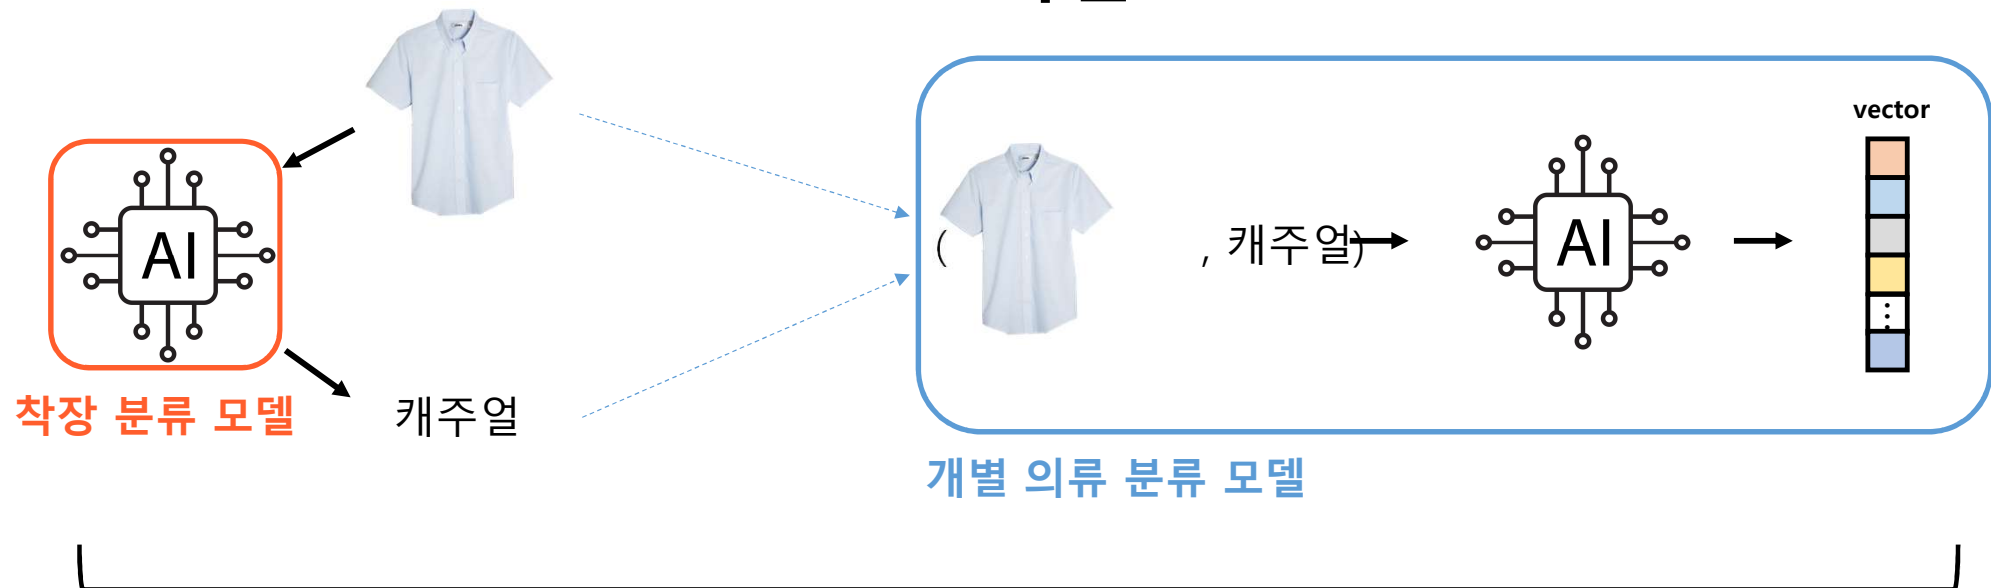 vector
AI
( , 캐주얼)
AI
착장 분류 모델
캐주얼
개별 의류 분류 모델